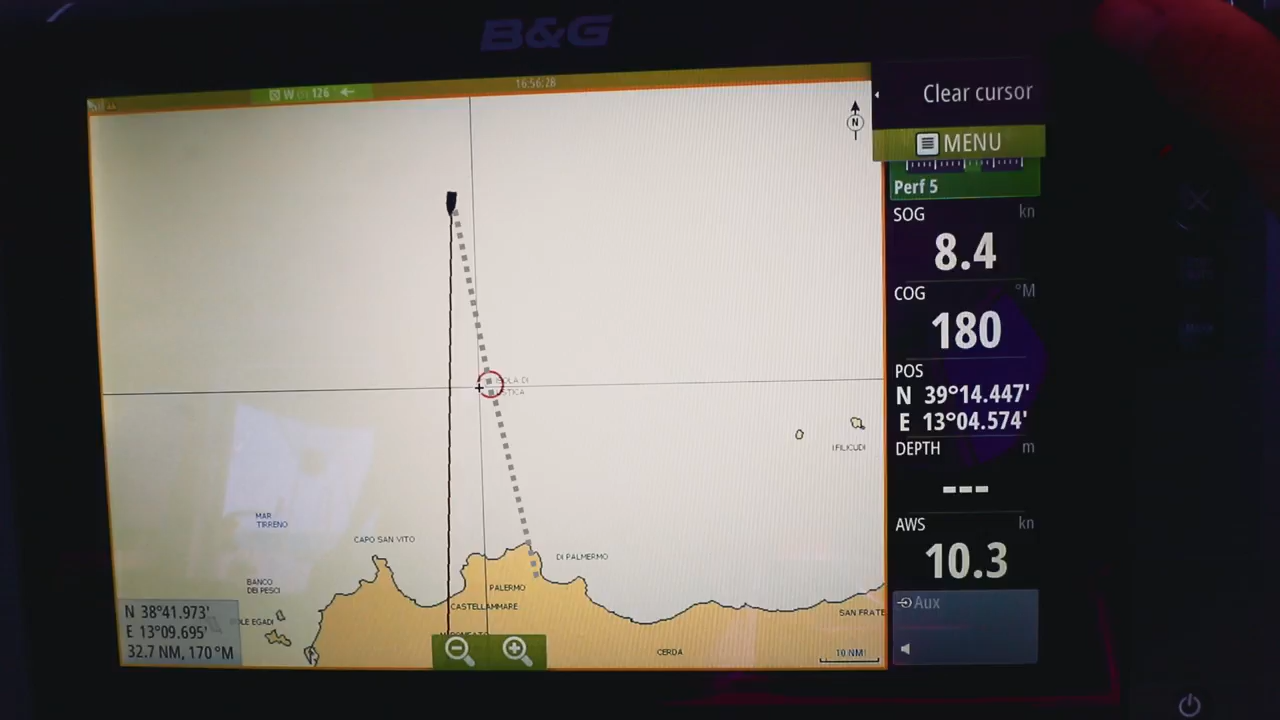 B&G
W 126
16:56:28
Clear cursor
N
MENU
Perf 5
SOG kn
8.4
COG °M
180
POS
N 39°14.447'
E 13°04.574'
DEPTH m
---
AWS kn
10.3
Aux
MAR
TIRRENO
CAPO SAN VITO
DI PALMERMO
BANCO
DEI PESCI
PALERMO
CASTELLAMMARE
SAN FRATE
CERDA
10 NM
N 38°41.973'
E 13°09.695'
32.7 NM, 170°M